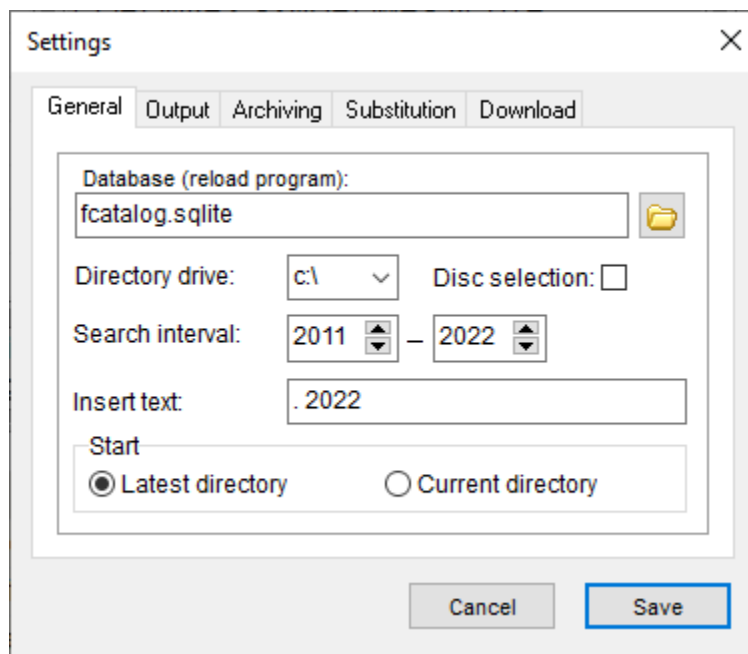 Settings
General Output Archiving Substitution Download
Database (reload program):
fcatalog.sqlite
Directory drive: c:\ Disc selection:
Search interval: 2011 – 2022
Insert text: . 2022
Start
Latest directory Current directory
Cancel Save